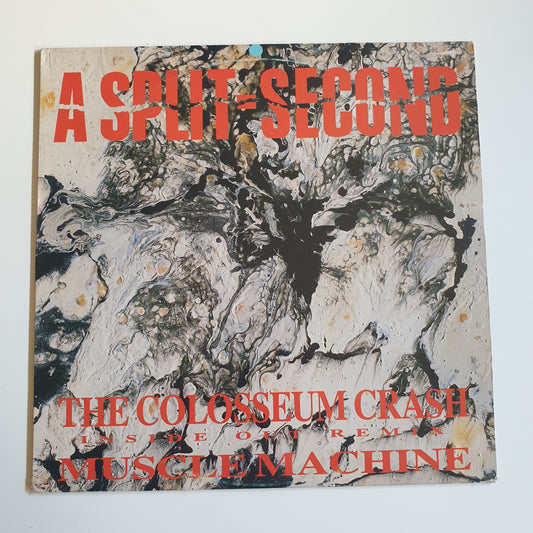 A SPLIT-SECOND
THE COLOSSEUM CRASH
INSIDE OUT REMIX
MUSCLE MACHINE